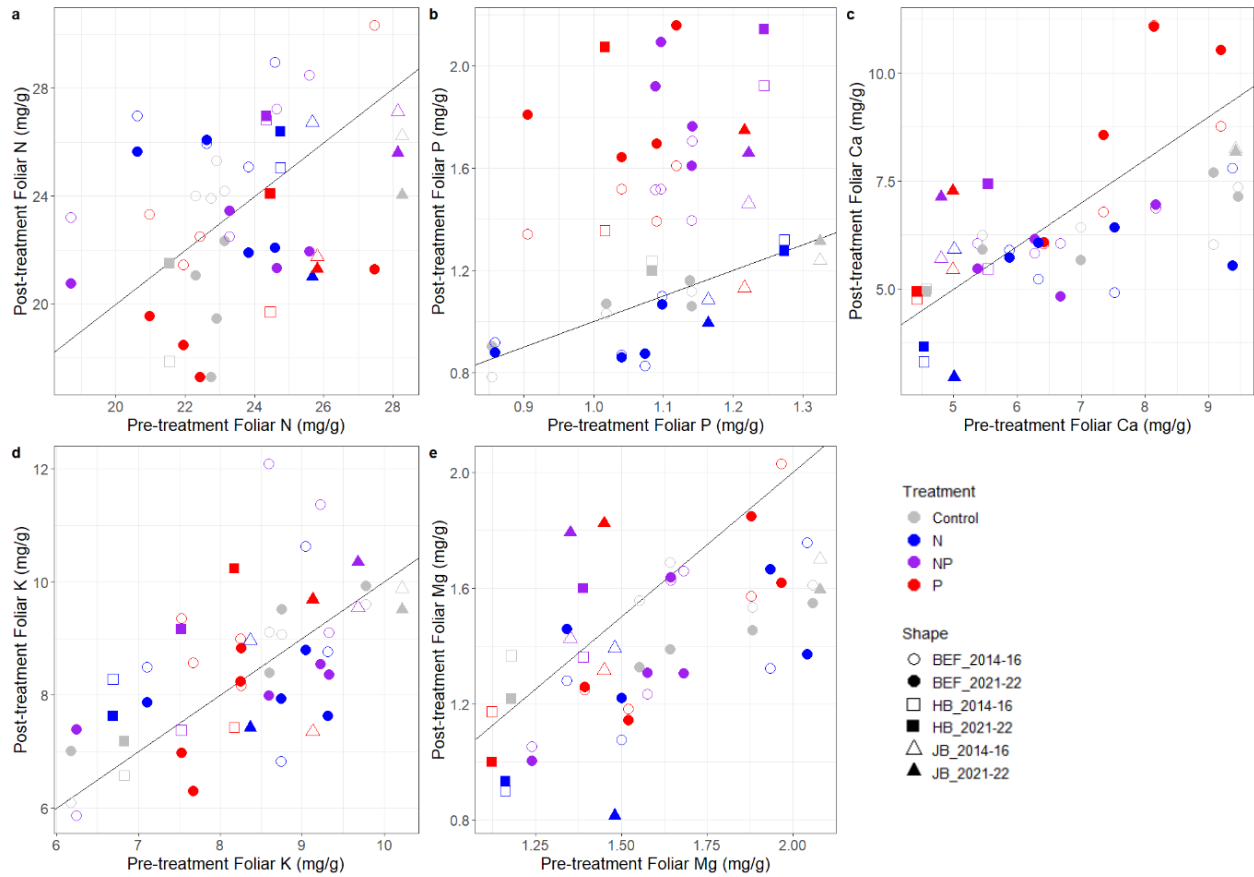 a
Post-treatment Foliar N (mg/g)
28
24
20
20
22
24
26
28
Pre-treatment Foliar N (mg/g)
b
Post-treatment Foliar P (mg/g)
2.0
1.6
1.2
0.8
0.9
1.0
1.1
1.2
1.3
Pre-treatment Foliar P (mg/g)
c
Post-treatment Foliar Ca (mg/g)
11.0
7.5
5.0
5
6
7
8
9
Pre-treatment Foliar Ca (mg/g)
d
Post-treatment Foliar K (mg/g)
12
10
8
6
6
7
8
9
10
Pre-treatment Foliar K (mg/g)
e
Post-treatment Foliar Mg (mg/g)
2.0
1.6
1.2
0.8
1.25
1.50
1.75
2.00
Pre-treatment Foliar Mg (mg/g)
Treatment
Control
N
NP
P
Shape
BEF_2014-16
BEF_2021-22
HB_2014-16
HB_2021-22
JB_2014-16
JB_2021-22